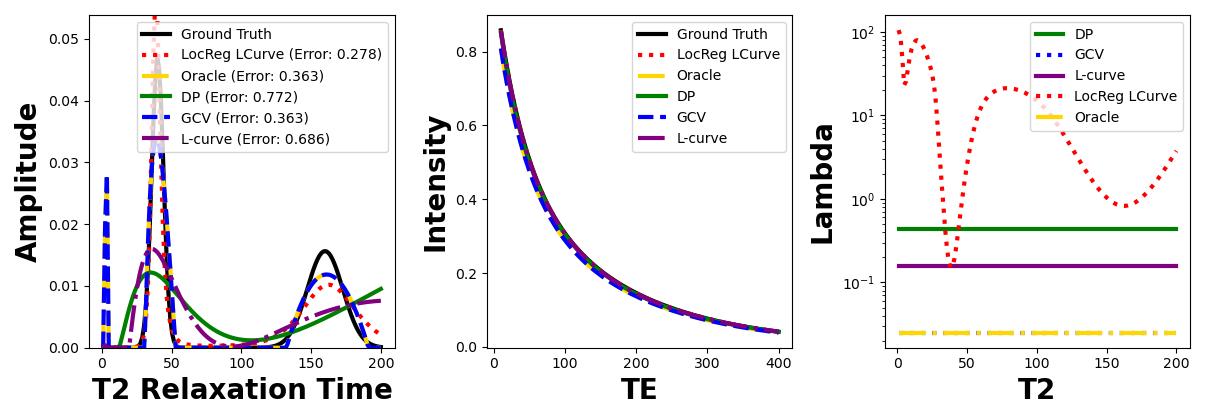 Amplitude
0.05
0.04
0.03
0.02
0.01
0.00
Ground Truth
LocReg LCurve (Error: 0.278)
Oracle (Error: 0.363)
DP (Error: 0.772)
GCV (Error: 0.363)
L-curve (Error: 0.686)
0 50 100 150 200
T2 Relaxation Time
Intensity
0.8
0.6
0.4
0.2
0.0
Ground Truth
LocReg LCurve
Oracle
DP
GCV
L-curve
0 100 200 300 400
TE
Lambda
10²
10¹
10⁰
10⁻¹
DP
GCV
L-curve
LocReg LCurve
Oracle
0 50 100 150 200
T2